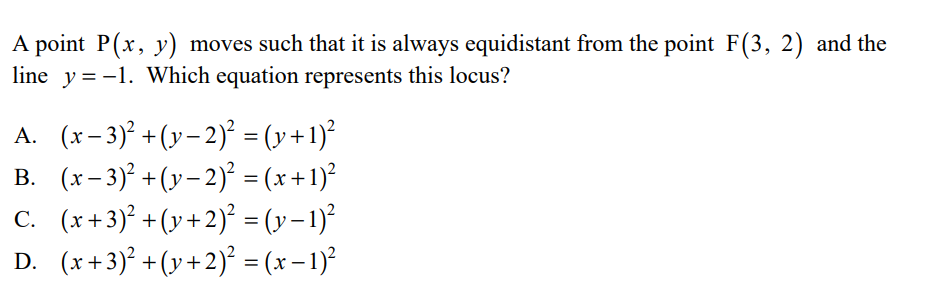 A point P(x, y) moves such that it is always equidistant from the point F(3, 2) and the
line y = −1. Which equation represents this locus?
A. (x − 3)² + (y − 2)² = (y + 1)²
B. (x − 3)² + (y − 2)² = (x + 1)²
C. (x + 3)² + (y + 2)² = (y − 1)²
D. (x + 3)² + (y + 2)² = (x − 1)²